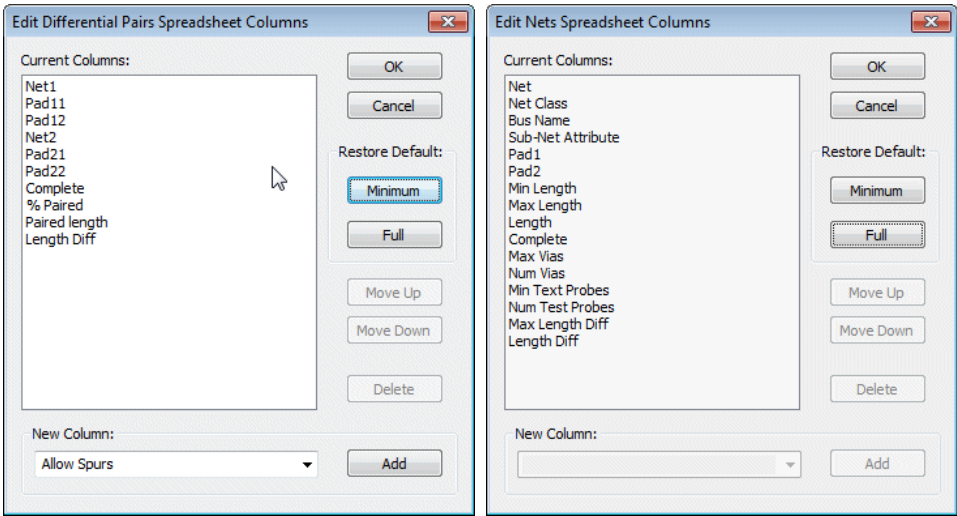 Edit Differential Pairs Spreadsheet Columns
Current Columns:
Net1
Pad11
Pad12
Net2
Pad21
Pad22
Complete
% Paired
Paired length
Length Diff
OK
Cancel
Restore Default:
Minimum
Full
Move Up
Move Down
Delete
New Column:
Allow Spurs
Add
Edit Nets Spreadsheet Columns
Current Columns:
Net
Net Class
Bus Name
Sub-Net Attribute
Pad1
Pad2
Min Length
Max Length
Length
Complete
Max Vias
Num Vias
Min Text Probes
Num Test Probes
Max Length Diff
Length Diff
OK
Cancel
Restore Default:
Minimum
Full
Move Up
Move Down
Delete
New Column:
Add